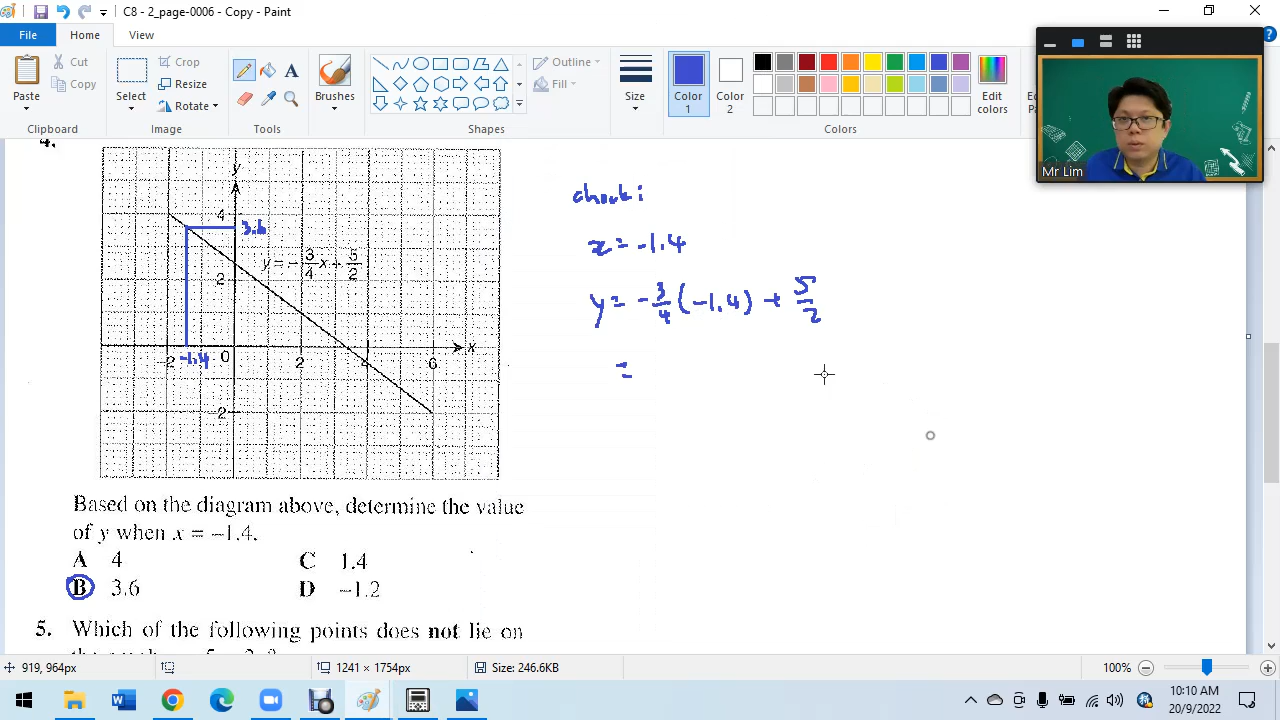 C8 - 2_page-0006 - Copy - Paint
File Home View
Paste Cut Copy
Clipboard
Select Crop Resize Rotate
Image
A
Tools
Brushes
Shapes
Outline
Fill
Size
Color 1
Color 2
Edit colors
Colors
Mr Lim
4.
y
4
3.6
y = -3/4 x + 5/2
2
-2 -1.4 0 2 6 x
-2
check:
x = -1.4
y = -3/4 (-1.4) + 5/2
=
Based on the diagram above, determine the value
of y when x = -1.4.
A 4 C 1.4
B 3.6 D -1.2
5. Which of the following points does not lie on
919, 964px 1241 × 1754px Size: 246.6KB 100%
10:10 AM
20/9/2022